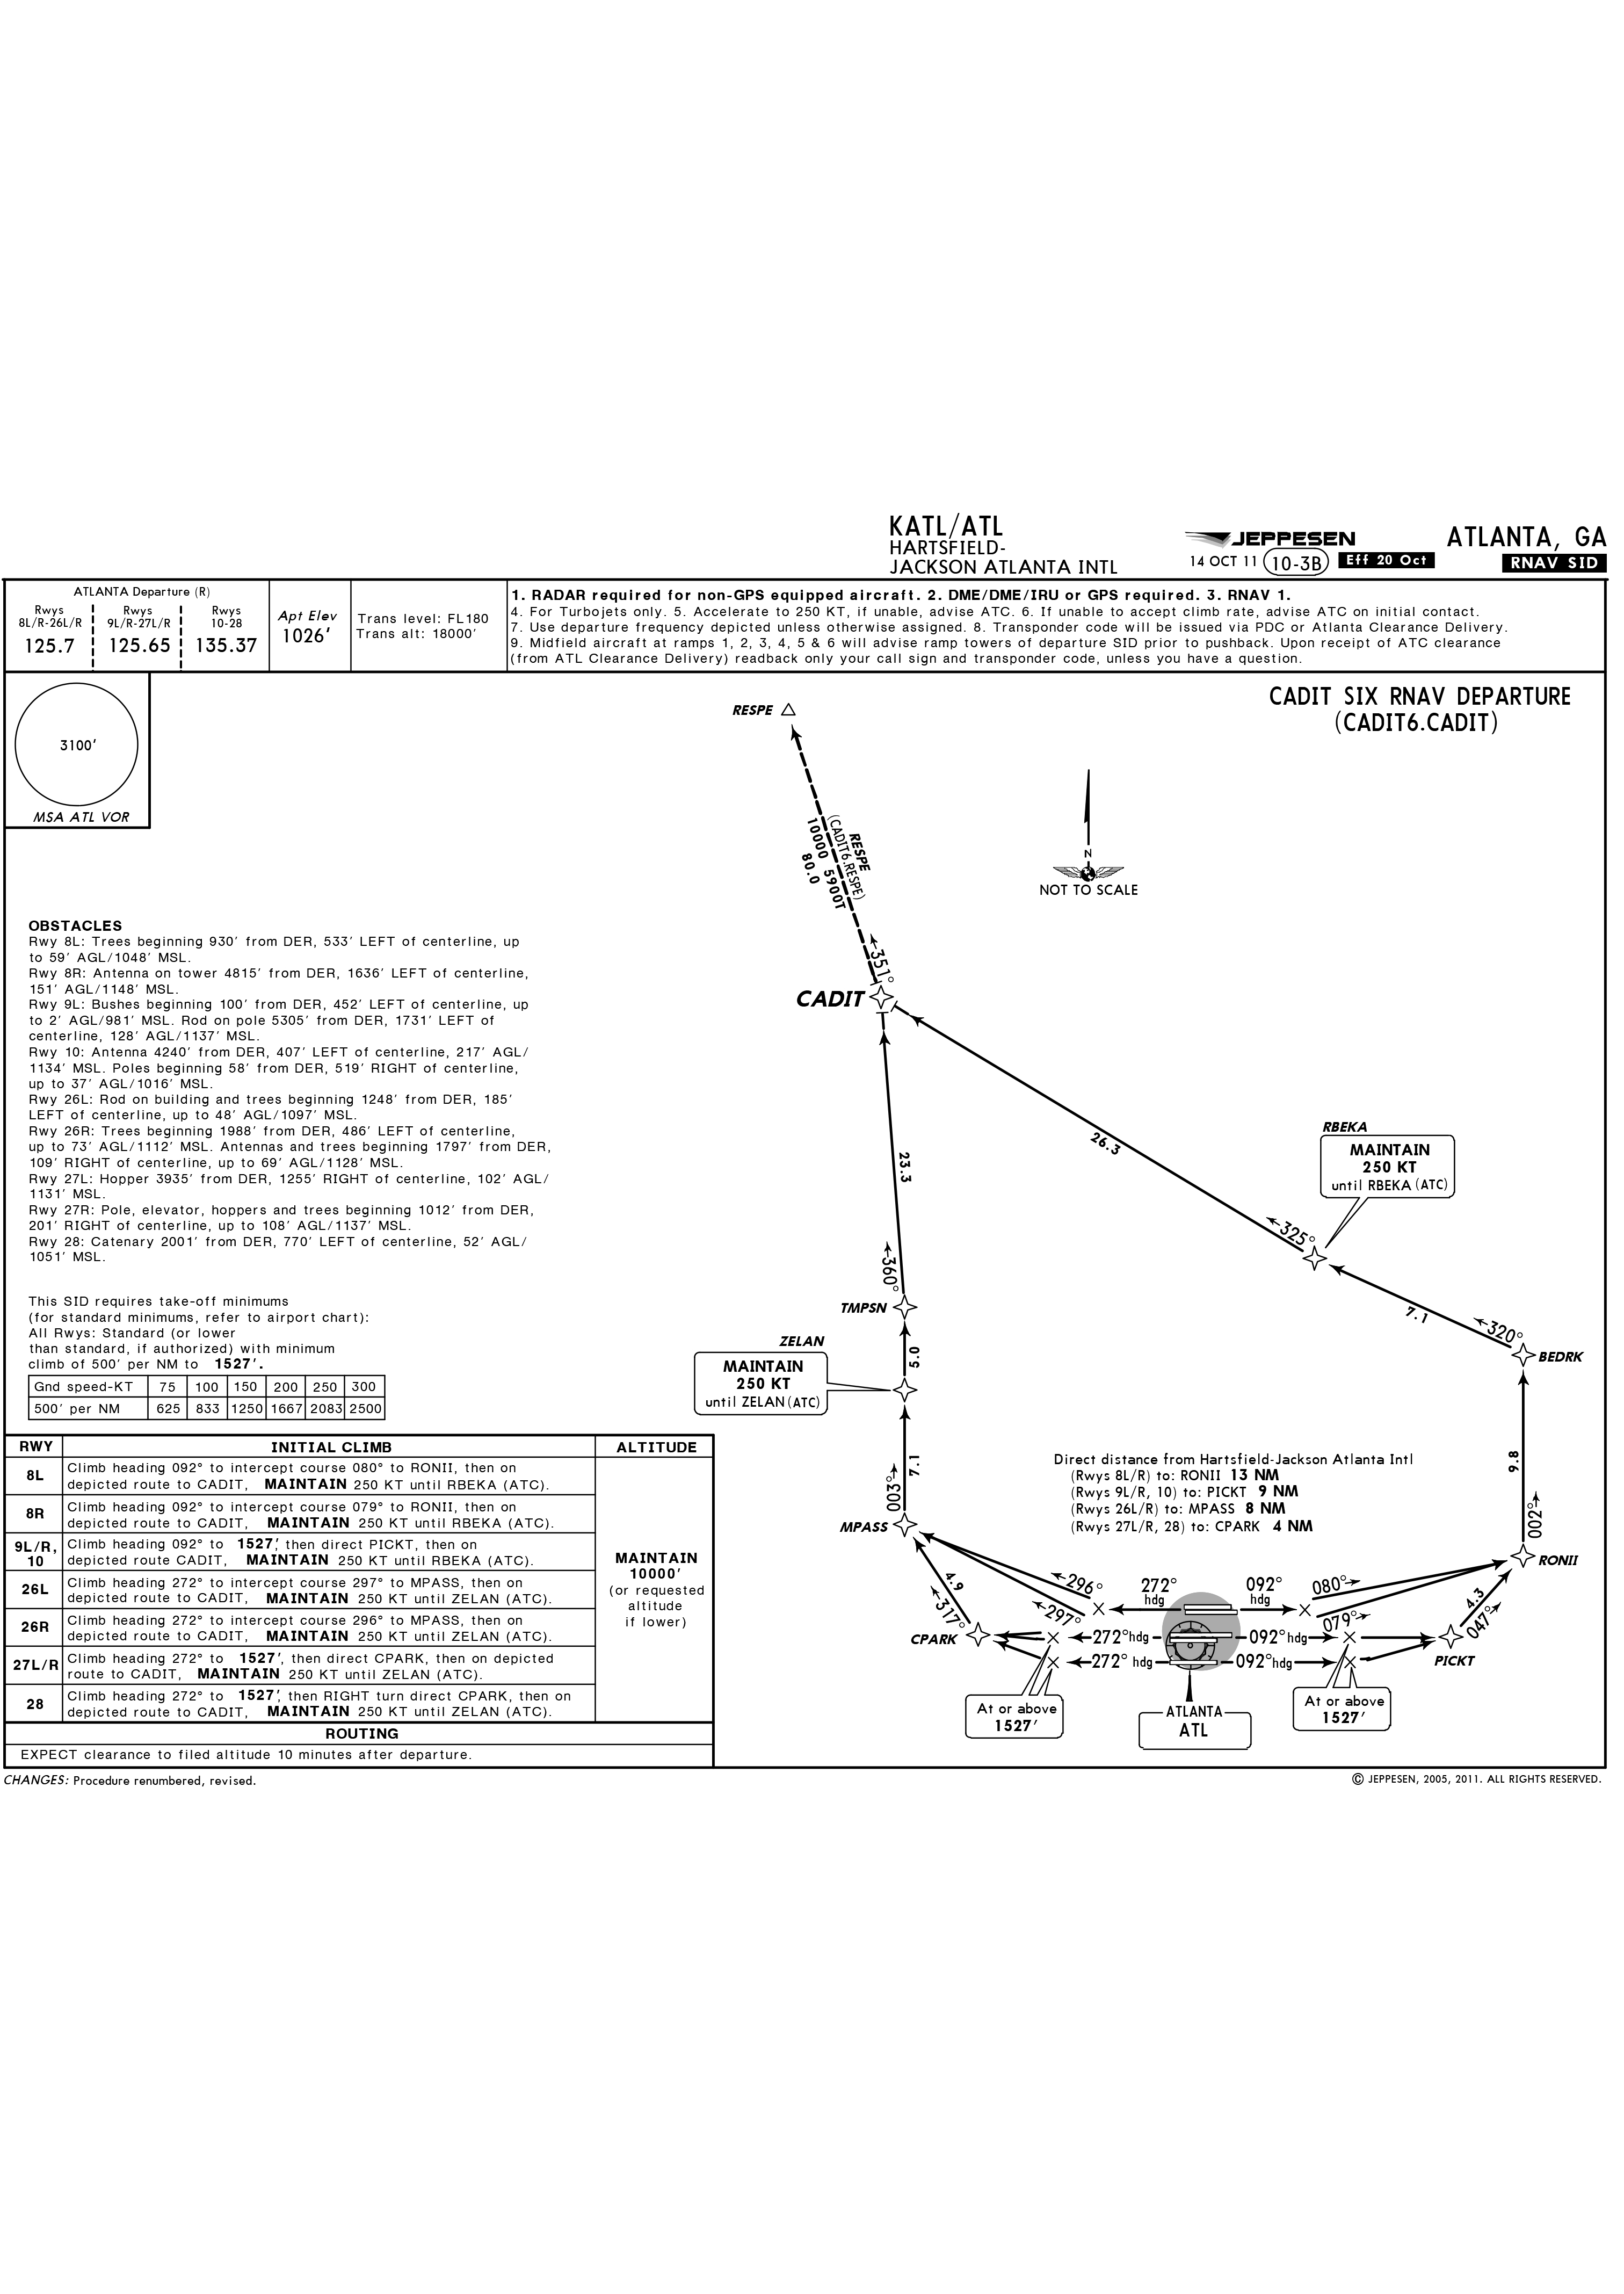 KATL/ATL
HARTSFIELD-
JACKSON ATLANTA INTL
JEPPESEN
14 OCT 11
10-3B
Eff 20 Oct
ATLANTA, GA
RNAV SID
ATLANTA Departure (R)
Rwys
8L/R-26L/R
125.7
Rwys
9L/R-27L/R
125.65
Rwys
10-28
135.37
Apt Elev
1026'
Trans level: FL180
Trans alt: 18000'
1. RADAR required for non-GPS equipped aircraft. 2. DME/DME/IRU or GPS required. 3. RNAV 1.
4. For Turbojets only. 5. Accelerate to 250 KT, if unable, advise ATC. 6. If unable to accept climb rate, advise ATC on initial contact.
7. Use departure frequency depicted unless otherwise assigned. 8. Transponder code will be issued via PDC or Atlanta Clearance Delivery.
9. Midfield aircraft at ramps 1, 2, 3, 4, 5 & 6 will advise ramp towers of departure SID prior to pushback. Upon receipt of ATC clearance
(from ATL Clearance Delivery) readback only your call sign and transponder code, unless you have a question.
3100'
MSA ATL VOR
CADIT SIX RNAV DEPARTURE
(CADIT6.CADIT)
RESPE
RESPE
(CADIT6.RESPE)
10000 5900T
80.0
351°
N
NOT TO SCALE
CADIT
OBSTACLES
Rwy 8L: Trees beginning 930' from DER, 533' LEFT of centerline, up
to 59' AGL/1048' MSL.
Rwy 8R: Antenna on tower 4815' from DER, 1636' LEFT of centerline,
151' AGL/1148' MSL.
Rwy 9L: Bushes beginning 100' from DER, 452' LEFT of centerline, up
to 2' AGL/981' MSL. Rod on pole 5305' from DER, 1731' LEFT of
centerline, 128' AGL/1137' MSL.
Rwy 10: Antenna 4240' from DER, 407' LEFT of centerline, 217' AGL/
1134' MSL. Poles beginning 58' from DER, 519' RIGHT of centerline,
up to 37' AGL/1016' MSL.
Rwy 26L: Rod on building and trees beginning 1248' from DER, 185'
LEFT of centerline, up to 48' AGL/1097' MSL.
Rwy 26R: Trees beginning 1988' from DER, 486' LEFT of centerline,
up to 73' AGL/1112' MSL. Antennas and trees beginning 1797' from DER,
109' RIGHT of centerline, up to 69' AGL/1128' MSL.
Rwy 27L: Hopper 3935' from DER, 1255' RIGHT of centerline, 102' AGL/
1131' MSL.
Rwy 27R: Pole, elevator, hoppers and trees beginning 1012' from DER,
201' RIGHT of centerline, up to 108' AGL/1137' MSL.
Rwy 28: Catenary 2001' from DER, 770' LEFT of centerline, 52' AGL/
1051' MSL.
26.3
23.3
RBEKA
MAINTAIN
250 KT
until RBEKA (ATC)
325°
360°
TMPSN
7.1
320°
BEDRK
ZELAN
MAINTAIN
250 KT
until ZELAN (ATC)
5.0
This SID requires take-off minimums
(for standard minimums, refer to airport chart):
All Rwys: Standard (or lower
than standard, if authorized) with minimum
climb of 500' per NM to 1527'.
Gnd speed-KT 75 100 150 200 250 300
500' per NM 625 833 1250 1667 2083 2500
7.1
003°
MPASS
9.8
002°
RONII
Direct distance from Hartsfield-Jackson Atlanta Intl
(Rwys 8L/R) to: RONII 13 NM
(Rwys 9L/R, 10) to: PICKT 9 NM
(Rwys 26L/R) to: MPASS 8 NM
(Rwys 27L/R, 28) to: CPARK 4 NM
4.9
317°
CPARK
296°
297°
272°
hdg
092°
hdg
080°
079°
272°hdg
092°hdg
272° hdg
092°hdg
4.3
047°
PICKT
At or above
1527'
ATLANTA
ATL
At or above
1527'
RWY INITIAL CLIMB ALTITUDE
8L Climb heading 092° to intercept course 080° to RONII, then on
depicted route to CADIT, MAINTAIN 250 KT until RBEKA (ATC).
8R Climb heading 092° to intercept course 079° to RONII, then on
depicted route to CADIT, MAINTAIN 250 KT until RBEKA (ATC).
9L/R,
10 Climb heading 092° to 1527', then direct PICKT, then on
depicted route CADIT, MAINTAIN 250 KT until RBEKA (ATC).
26L Climb heading 272° to intercept course 297° to MPASS, then on
depicted route to CADIT, MAINTAIN 250 KT until ZELAN (ATC).
26R Climb heading 272° to intercept course 296° to MPASS, then on
depicted route to CADIT, MAINTAIN 250 KT until ZELAN (ATC).
27L/R Climb heading 272° to 1527', then direct CPARK, then on depicted
route to CADIT, MAINTAIN 250 KT until ZELAN (ATC).
28 Climb heading 272° to 1527', then RIGHT turn direct CPARK, then on
depicted route to CADIT, MAINTAIN 250 KT until ZELAN (ATC).
MAINTAIN
10000'
(or requested
altitude
if lower)
ROUTING
EXPECT clearance to filed altitude 10 minutes after departure.
CHANGES: Procedure renumbered, revised.
© JEPPESEN, 2005, 2011. ALL RIGHTS RESERVED.